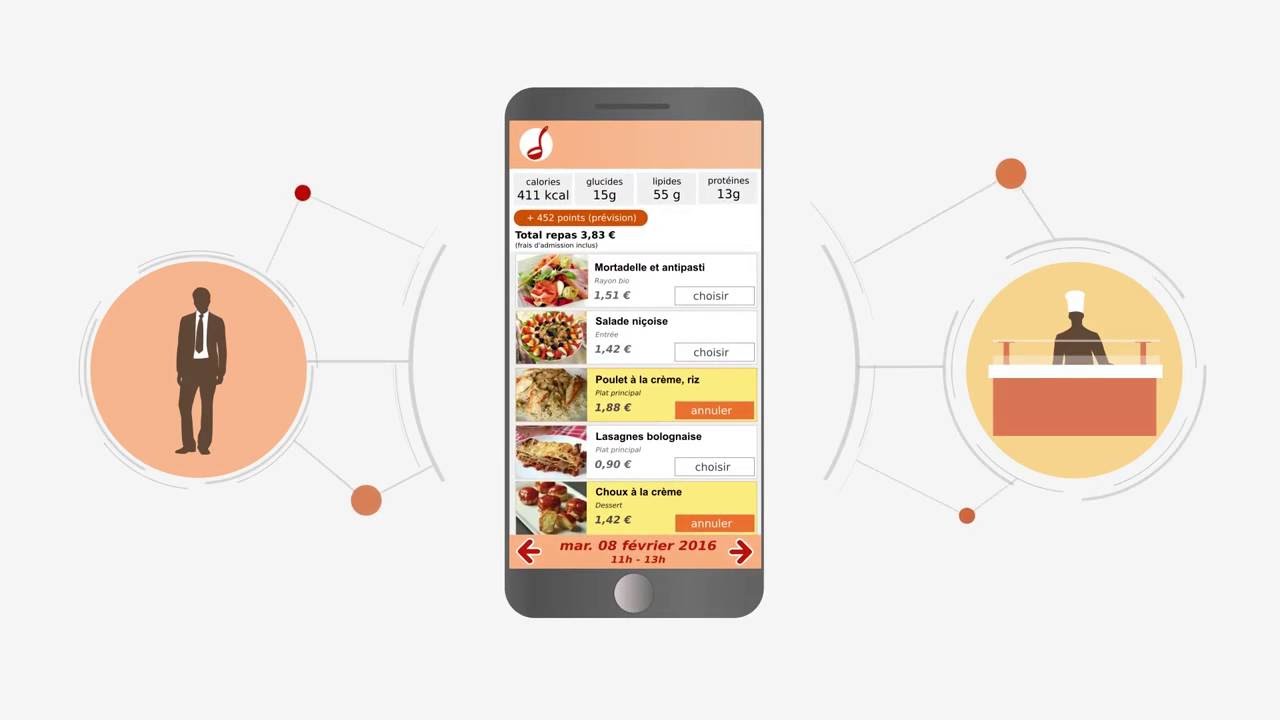 calories glucides lipides protéines
411 kcal 15g 55 g 13g
+ 452 points (prévision)
Total repas 3,83 €
(frais d'admission inclus)
Mortadelle et antipasti
Rayon bio
1,51 € choisir
Salade niçoise
Entrée
1,42 € choisir
Poulet à la crème, riz
Plat principal
1,88 € annuler
Lasagnes bolognaise
Plat principal
0,90 € choisir
Choux à la crème
Dessert
1,42 € annuler
mar. 08 février 2016
11h - 13h